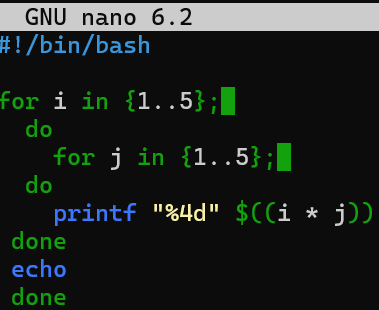 GNU nano 6.2
#!/bin/bash
for i in {1..5};
do
for j in {1..5};
do
printf "%4d" $((i * j))
done
echo
done